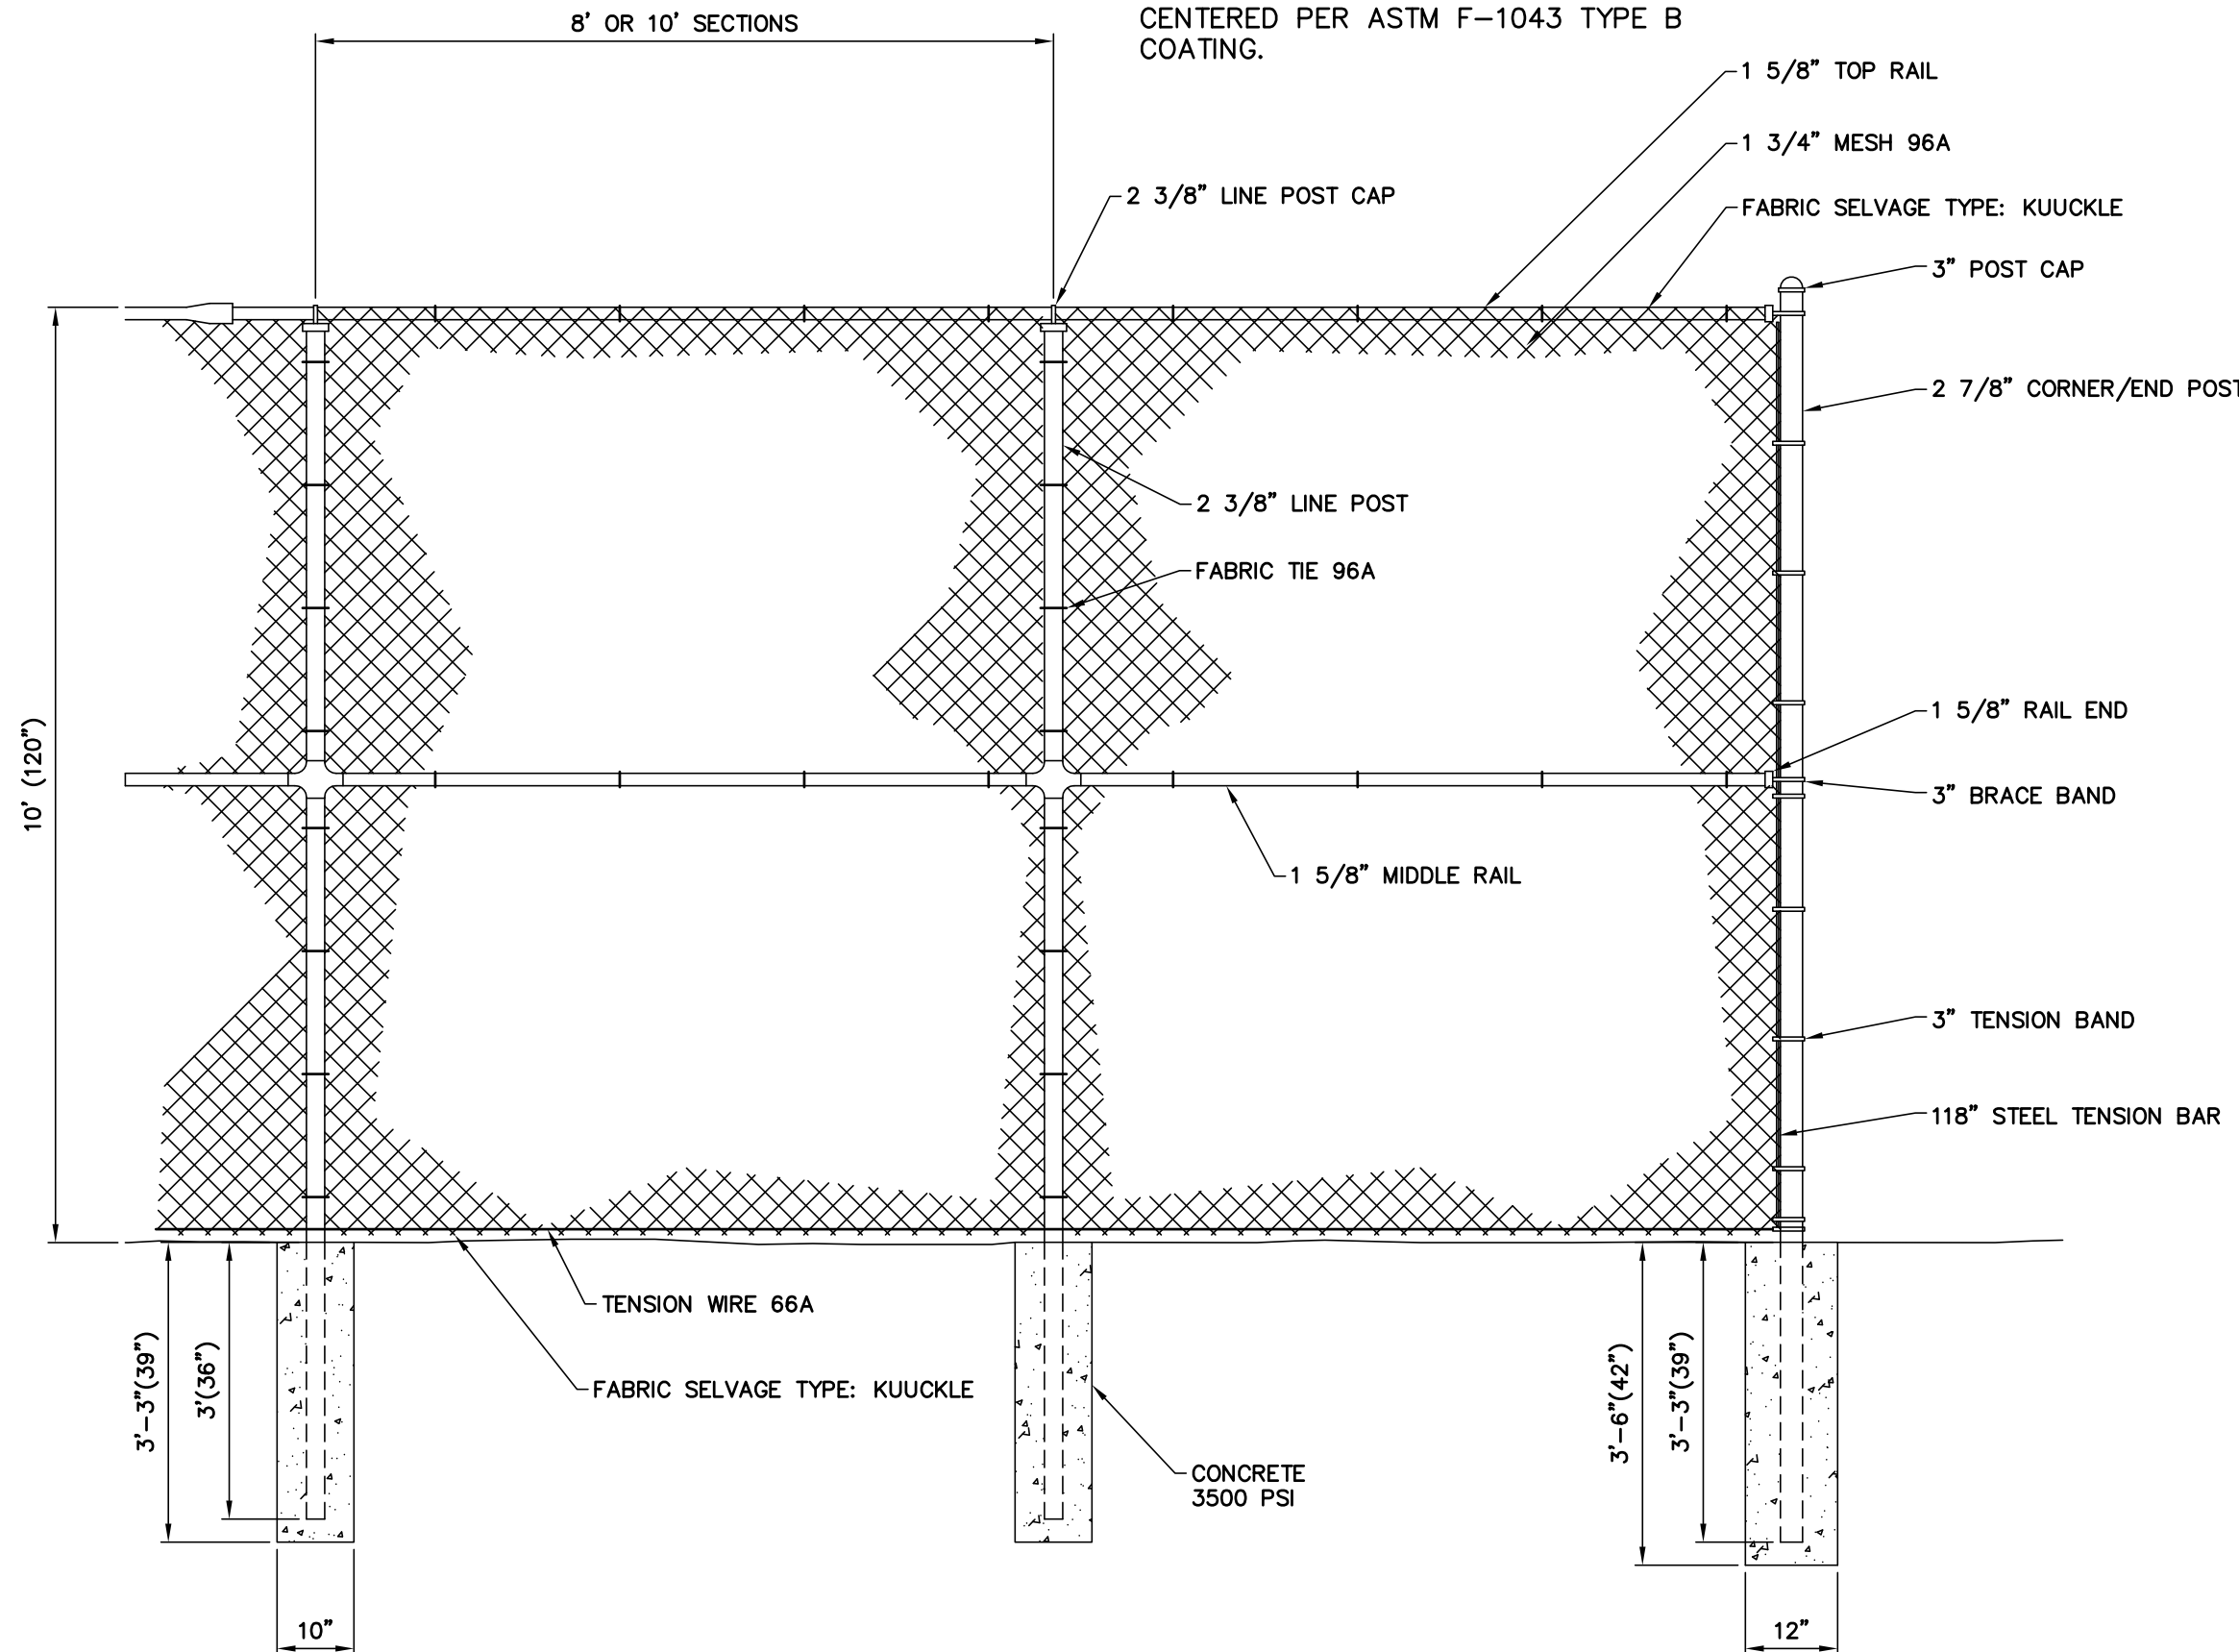 CENTERED PER ASTM F-1043 TYPE B
COATING.
8' OR 10' SECTIONS
1 5/8" TOP RAIL
1 3/4" MESH 96A
2 3/8" LINE POST CAP
FABRIC SELVAGE TYPE: KUUCKLE
3" POST CAP
2 7/8" CORNER/END POST
2 3/8" LINE POST
FABRIC TIE 96A
10' (120")
1 5/8" RAIL END
3" BRACE BAND
1 5/8" MIDDLE RAIL
3" TENSION BAND
118" STEEL TENSION BAR
TENSION WIRE 66A
FABRIC SELVAGE TYPE: KUUCKLE
3'-3"(39")
3'(36")
CONCRETE
3500 PSI
3'-6"(42")
3'-3"(39")
10"
12"